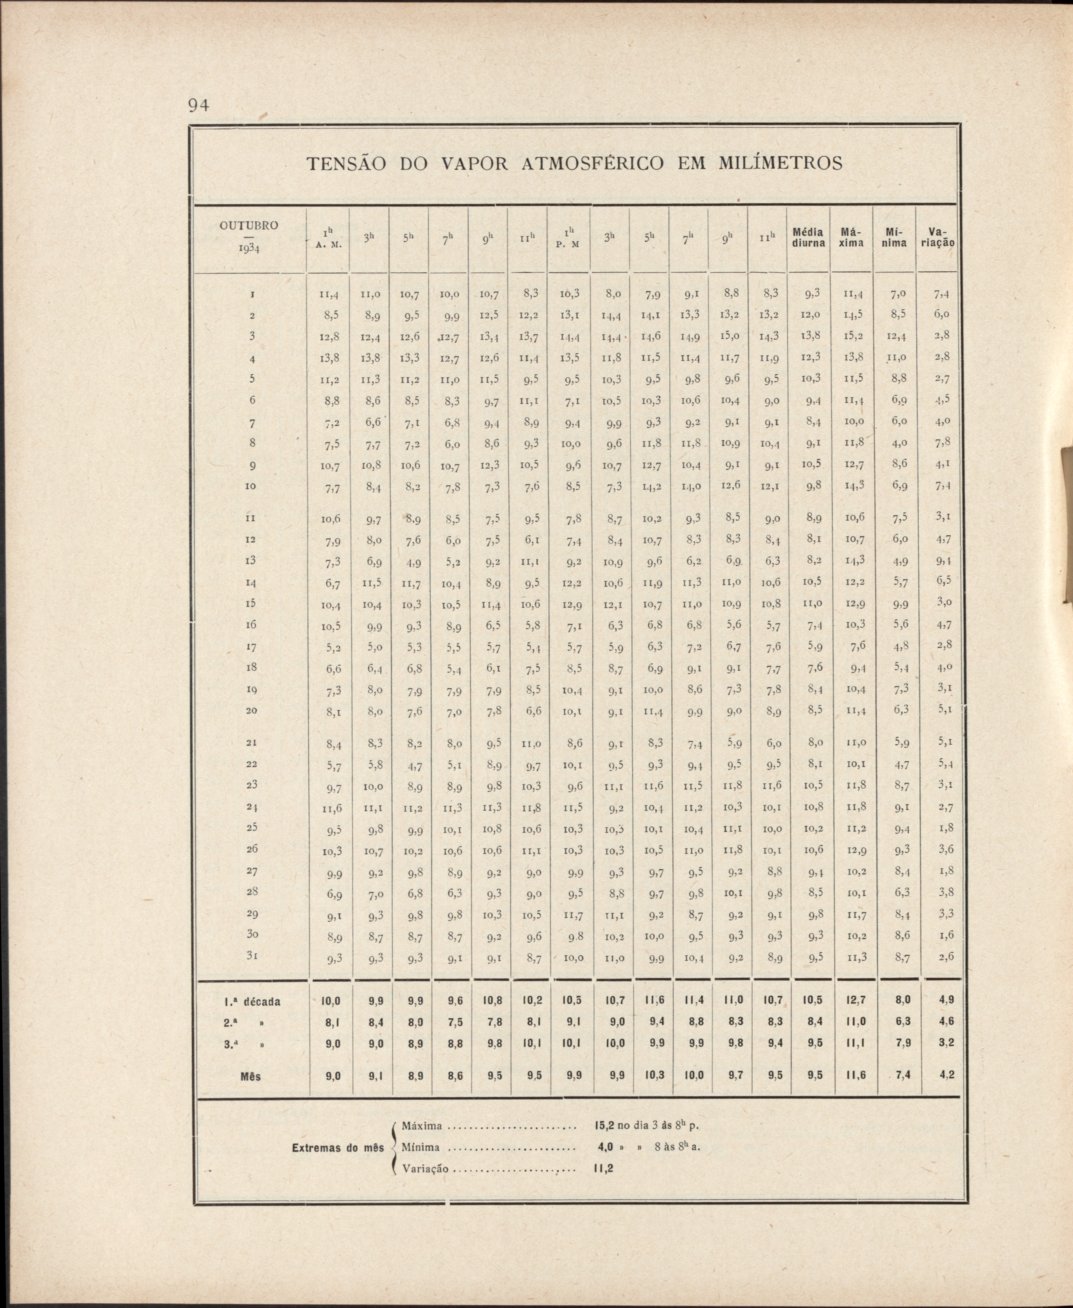 94
TENSÃO DO VAPOR ATMOSFÉRICO EM MILÍMETROS
OUTUBRO — 1934 1h A. M. 3h 5h 7h 9h 11h 1h P. M 3h 5h 7h 9h 11h Média diurna Má-xima Mí-nima Va-riação
1 11,4 11,0 10,7 10,0 10,7 8,3 10,3 8,0 7,9 9,1 8,8 8,3 9,3 11,4 7,0 7,4
2 8,5 8,9 9,5 9,9 12,5 12,2 13,1 14,4 14,1 13,3 13,2 13,2 12,0 14,5 8,5 6,0
3 12,8 12,4 12,6 12,7 13,4 13,7 14,4 14,4 14,6 14,9 15,0 14,3 13,8 15,2 12,4 2,8
4 13,8 13,8 13,3 12,7 12,6 11,4 13,5 11,8 11,5 11,4 11,7 11,9 12,3 13,8 11,0 2,8
5 11,2 11,3 11,2 11,0 11,5 9,5 9,5 10,3 9,5 9,8 9,6 9,5 10,3 11,5 8,8 2,7
6 8,8 8,6 8,5 8,3 9,7 11,1 7,1 10,5 10,3 10,6 10,4 9,0 9,4 11,4 6,9 4,5
7 7,2 6,6 7,1 6,8 9,4 8,9 9,4 9,9 9,3 9,2 9,1 9,1 8,4 10,0 6,0 4,0
8 7,5 7,7 7,2 6,0 8,6 9,3 10,0 9,6 11,8 11,8 10,9 10,4 9,1 11,8 4,0 7,8
9 10,7 10,8 10,6 10,7 12,3 10,5 9,6 10,7 12,7 10,4 9,1 9,1 10,5 12,7 8,6 4,1
10 7,7 8,4 8,2 7,8 7,3 7,6 8,5 7,3 14,2 14,0 12,6 12,1 9,8 14,3 6,9 7,4
11 10,6 9,7 8,9 8,5 7,5 9,5 7,8 8,7 10,2 9,3 8,5 9,0 8,9 10,6 7,5 3,1
12 7,9 8,0 7,6 6,0 7,5 6,1 7,4 8,4 10,7 8,3 8,3 8,4 8,1 10,7 6,0 4,7
13 7,3 6,9 4,9 5,2 9,2 11,1 9,2 10,9 9,6 6,2 6,9 6,3 8,2 14,3 4,9 9,4
14 6,7 11,5 11,7 10,4 8,9 9,5 12,2 10,6 11,9 11,3 11,0 10,6 10,5 12,2 5,7 6,5
15 10,4 10,4 10,3 10,5 11,4 10,6 12,9 12,1 10,7 11,0 10,9 10,8 11,0 12,9 9,9 3,0
16 10,5 9,9 9,3 8,9 6,5 5,8 7,1 6,3 6,8 6,8 5,6 5,7 7,4 10,3 5,6 4,7
17 5,2 5,0 5,3 5,5 5,7 5,4 5,7 5,9 6,3 7,2 6,7 7,6 5,9 7,6 4,8 2,8
18 6,6 6,4 6,8 5,4 6,1 7,5 8,5 8,7 6,9 9,1 9,1 7,7 7,6 9,4 5,4 4,0
19 7,3 8,0 7,9 7,9 7,9 8,5 10,4 9,1 10,0 8,6 7,3 7,8 8,4 10,4 7,3 3,1
20 8,1 8,0 7,6 7,0 7,8 6,6 10,1 9,1 11,4 9,9 9,0 8,9 8,5 11,4 6,3 5,1
21 8,4 8,3 8,2 8,0 9,5 11,0 8,6 9,1 8,3 7,4 5,9 6,0 8,0 11,0 5,9 5,1
22 5,7 5,8 4,7 5,1 8,9 9,7 10,1 9,5 9,3 9,4 9,5 9,5 8,1 10,1 4,7 5,4
23 9,7 10,0 8,9 8,9 9,8 10,3 9,6 11,1 11,6 11,5 11,8 11,6 10,5 11,8 8,7 3,1
24 11,6 11,1 11,2 11,3 11,3 11,8 11,5 9,2 10,4 11,2 10,3 10,1 10,8 11,8 9,1 2,7
25 9,5 9,8 9,9 10,1 10,8 10,6 10,3 10,3 10,1 10,4 11,1 10,0 10,2 11,2 9,4 1,8
26 10,3 10,7 10,2 10,6 10,6 11,1 10,3 10,3 10,5 11,0 11,8 10,1 10,6 12,9 9,3 3,6
27 9,9 9,2 9,8 8,9 9,2 9,0 9,9 9,3 9,7 9,5 9,2 8,8 9,4 10,2 8,4 1,8
28 6,9 7,0 6,8 6,3 9,3 9,0 9,5 8,8 9,7 9,8 10,1 9,8 8,5 10,1 6,3 3,8
29 9,1 9,3 9,8 9,8 10,3 10,5 11,7 11,1 9,2 8,7 9,2 9,1 9,8 11,7 8,4 3,3
30 8,9 8,7 8,7 8,7 9,2 9,6 9.8 10,2 10,0 9,5 9,3 9,3 9,3 10,2 8,6 1,6
31 9,3 9,3 9,3 9,1 9,1 8,7 10,0 11,0 9,9 10,4 9,2 8,9 9,5 11,3 8,7 2,6
1.ª década 10,0 9,9 9,9 9,6 10,8 10,2 10,5 10,7 11,6 11,4 11,0 10,7 10,5 12,7 8,0 4,9
2.ª » 8,1 8,4 8,0 7,5 7,8 8,1 9,1 9,0 9,4 8,8 8,3 8,3 8,4 11,0 6,3 4,6
3.ª » 9,0 9,0 8,9 8,8 9,8 10,1 10,1 10,0 9,9 9,9 9,8 9,4 9,5 11,1 7,9 3,2
Mês 9,0 9,1 8,9 8,6 9,5 9,5 9,9 9,9 10,3 10,0 9,7 9,5 9,5 11,6 7,4 4,2
Máxima ........................ 15,2 no dia 3 às 8h p.
Extremas do mês Mínima ........................ 4,0 » » 8 às 8h a.
Variação ...................... 11,2